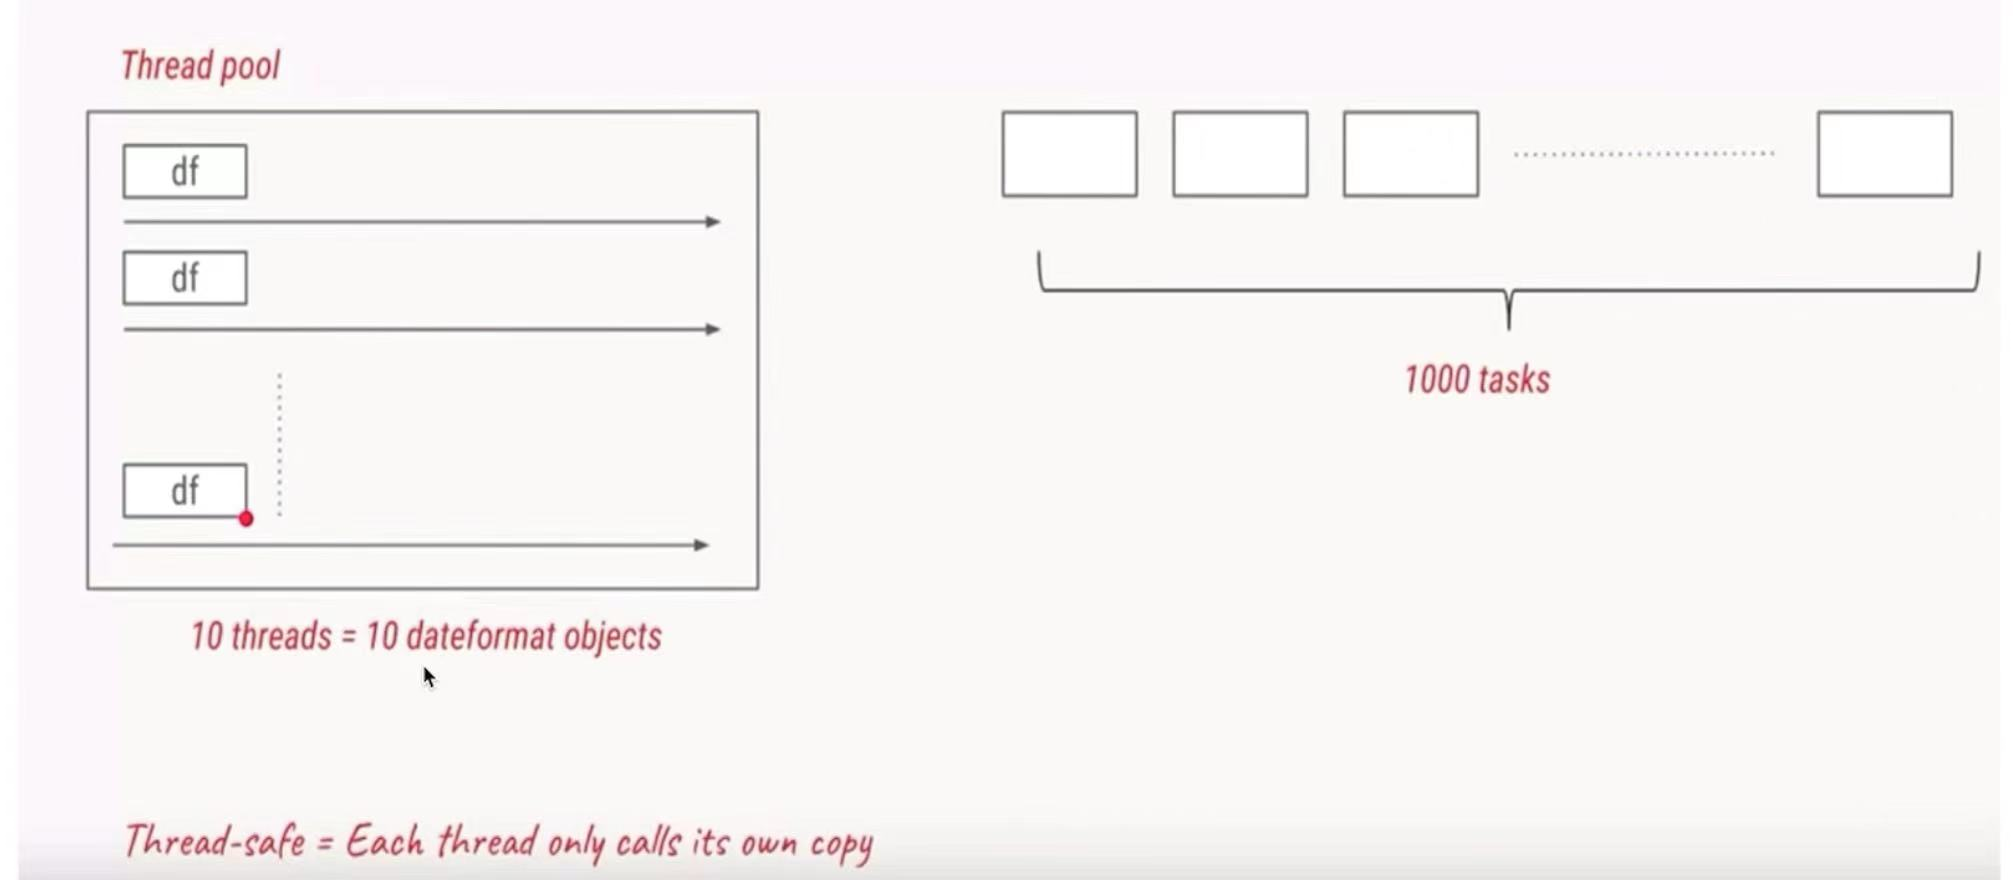 Thread pool
df
df
df
10 threads = 10 dateformat objects
1000 tasks
Thread-safe = Each thread only calls its own copy